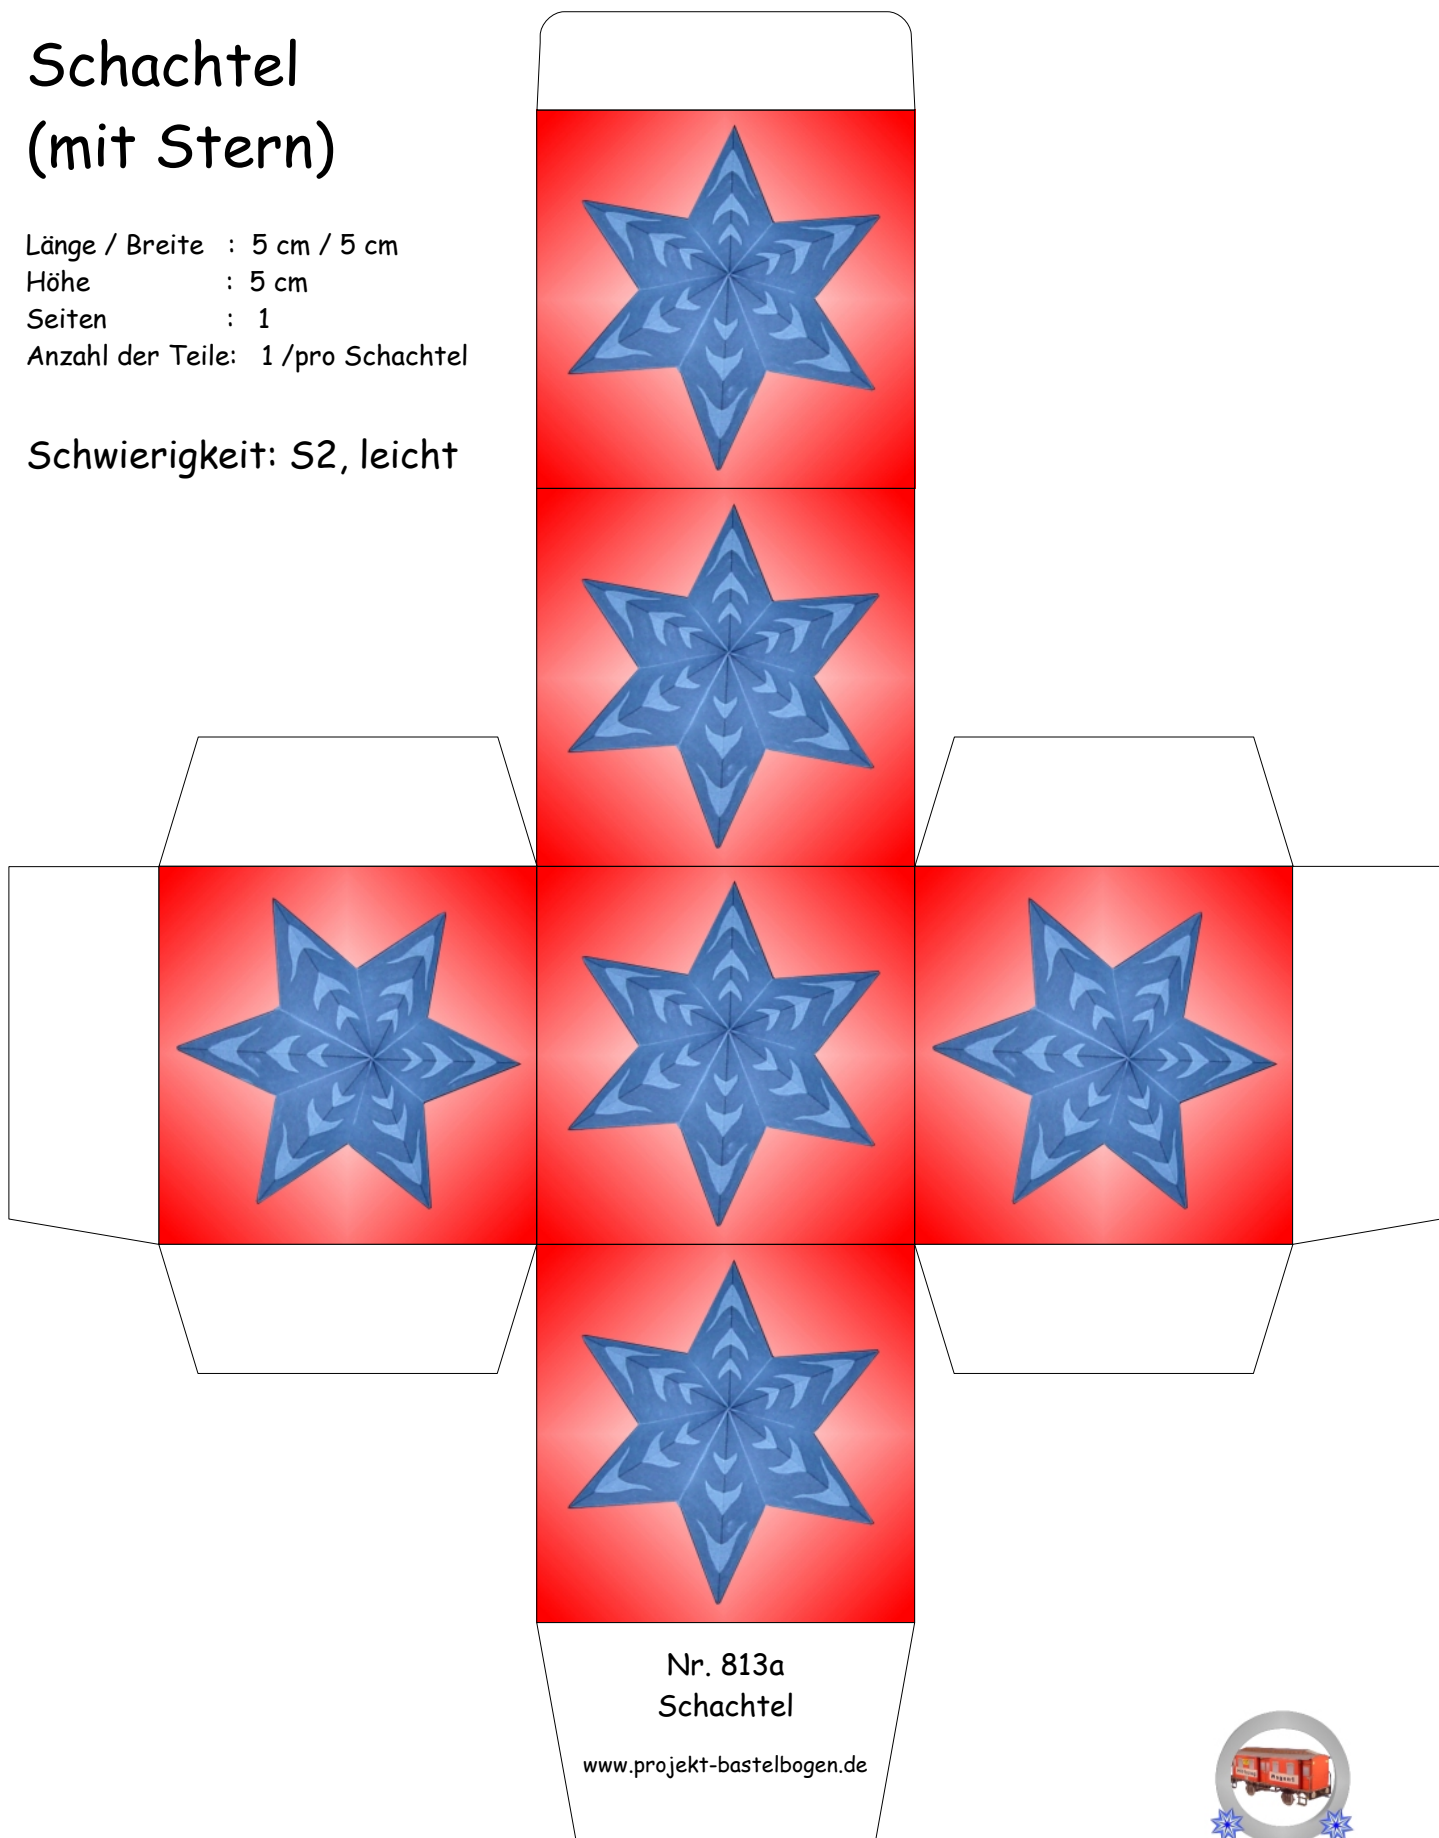 Schachtel
(mit Stern)
Länge / Breite : 5 cm / 5 cm
Höhe : 5 cm
Seiten : 1
Anzahl der Teile: 1 /pro Schachtel
Schwierigkeit: S2, leicht
Nr. 813a
Schachtel
www.projekt-bastelbogen.de